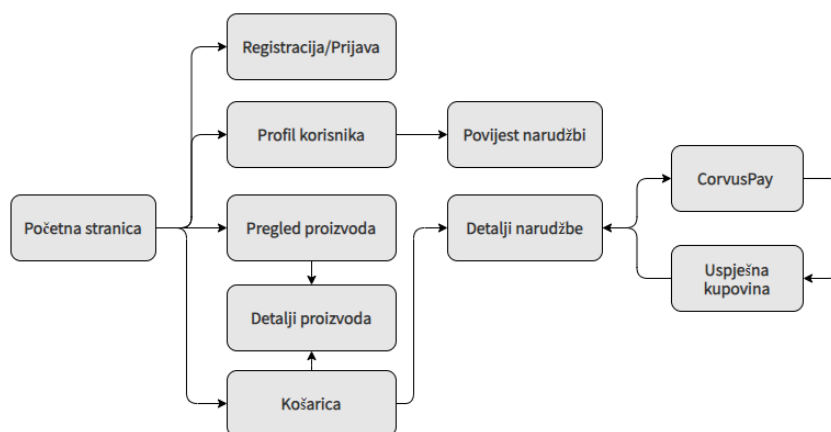 Registracija/Prijava
Profil korisnika
Povijest narudžbi
CorvusPay
Početna stranica
Pregled proizvoda
Detalji narudžbe
Uspješna
kupovina
Detalji proizvoda
Košarica